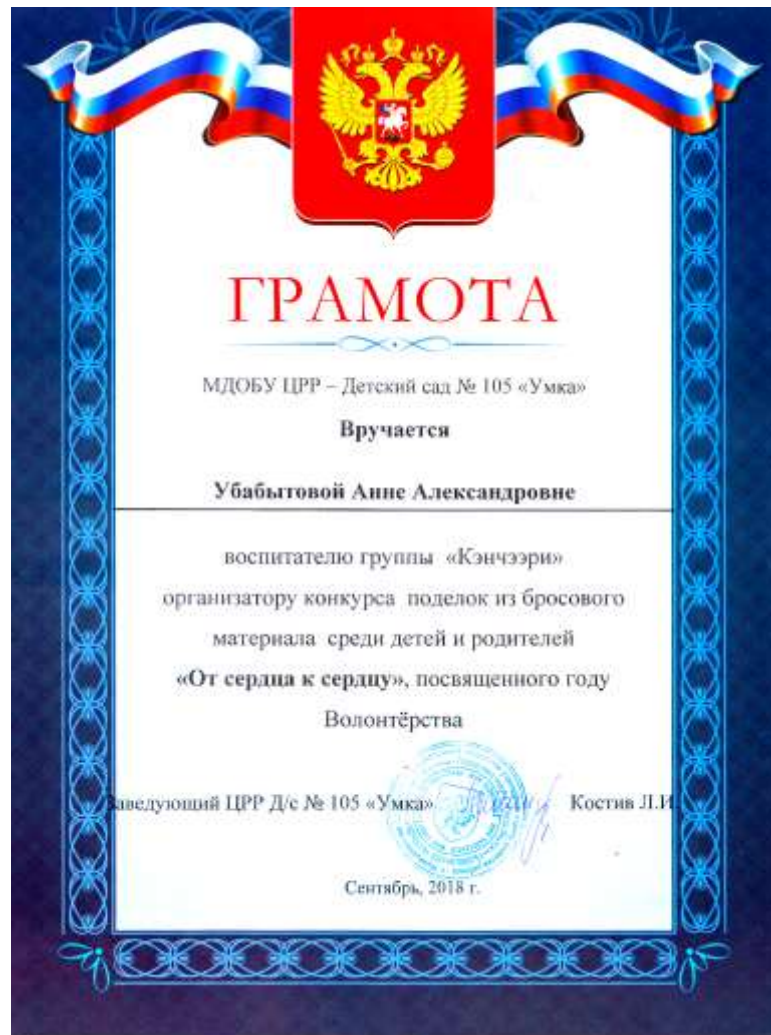 ГРАМОТА
МДОБУ ЦРР – Детский сад № 105 «Умка»
Вручается
Убабытовой Анне Александровне
воспитателю группы «Кэнчээри»
организатору конкурса поделок из бросового
материала среди детей и родителей
«От сердца к сердцу», посвященного году
Волонтёрства
Заведующий ЦРР Д/с № 105 «Умка» Костив Л.И.
Сентябрь, 2018 г.